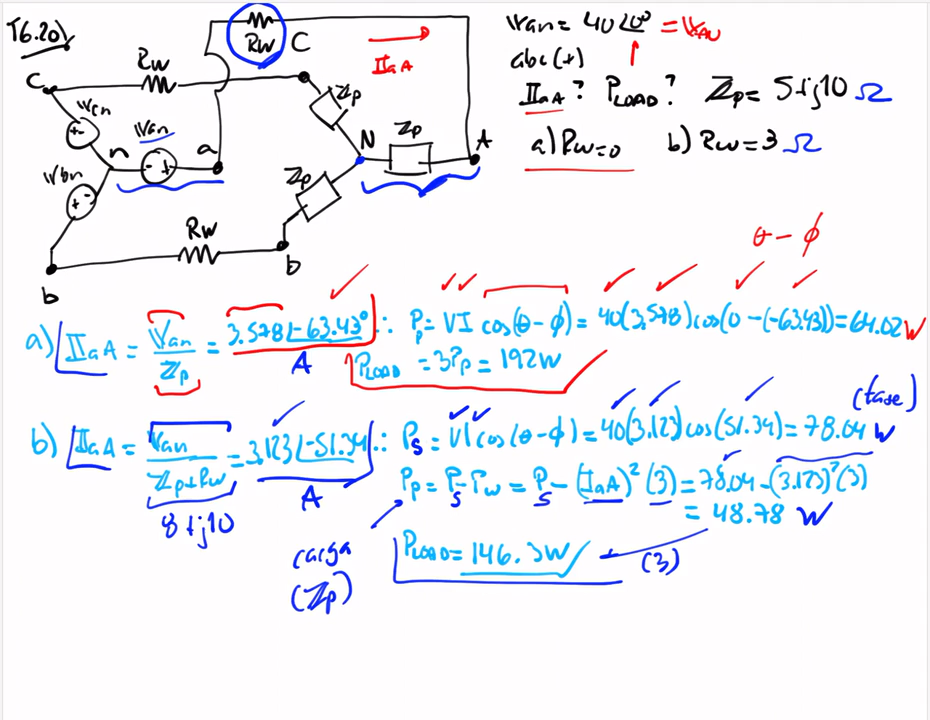 T6.20)
Rw
C
IaA
Rw
c
Vcn
Zp
Van
n
a
N
Zp
A
Vbn
Zp
Rw
b
b
Van = 40∠0° = VAN
abc(+)
IaA? PLOAD? Zp = 5+j10 Ω
a) Rw=0 b) Rw=3 Ω
θ - φ
a) IaA = Van/Zp = 3.578∠-63.43° A ∴ Pp = VI cos(θ-φ) = 40(3.578)cos(0-(-63.43)) = 64.02 W
PLOAD = 3Pp = 192W
(fase)
b) IaA = Van/(Zp+Rw) = 3.123∠-51.34 A ∴ Ps = VI cos(θ-φ) = 40(3.123)cos(51.34) = 78.04 W
8+j10
Pp = Ps-Pw = Ps-(IaA)²(3) = 78.04-(3.123)²(3)
= 48.78 W
carga
(Zp)
PLOAD = 146.3W
(3)